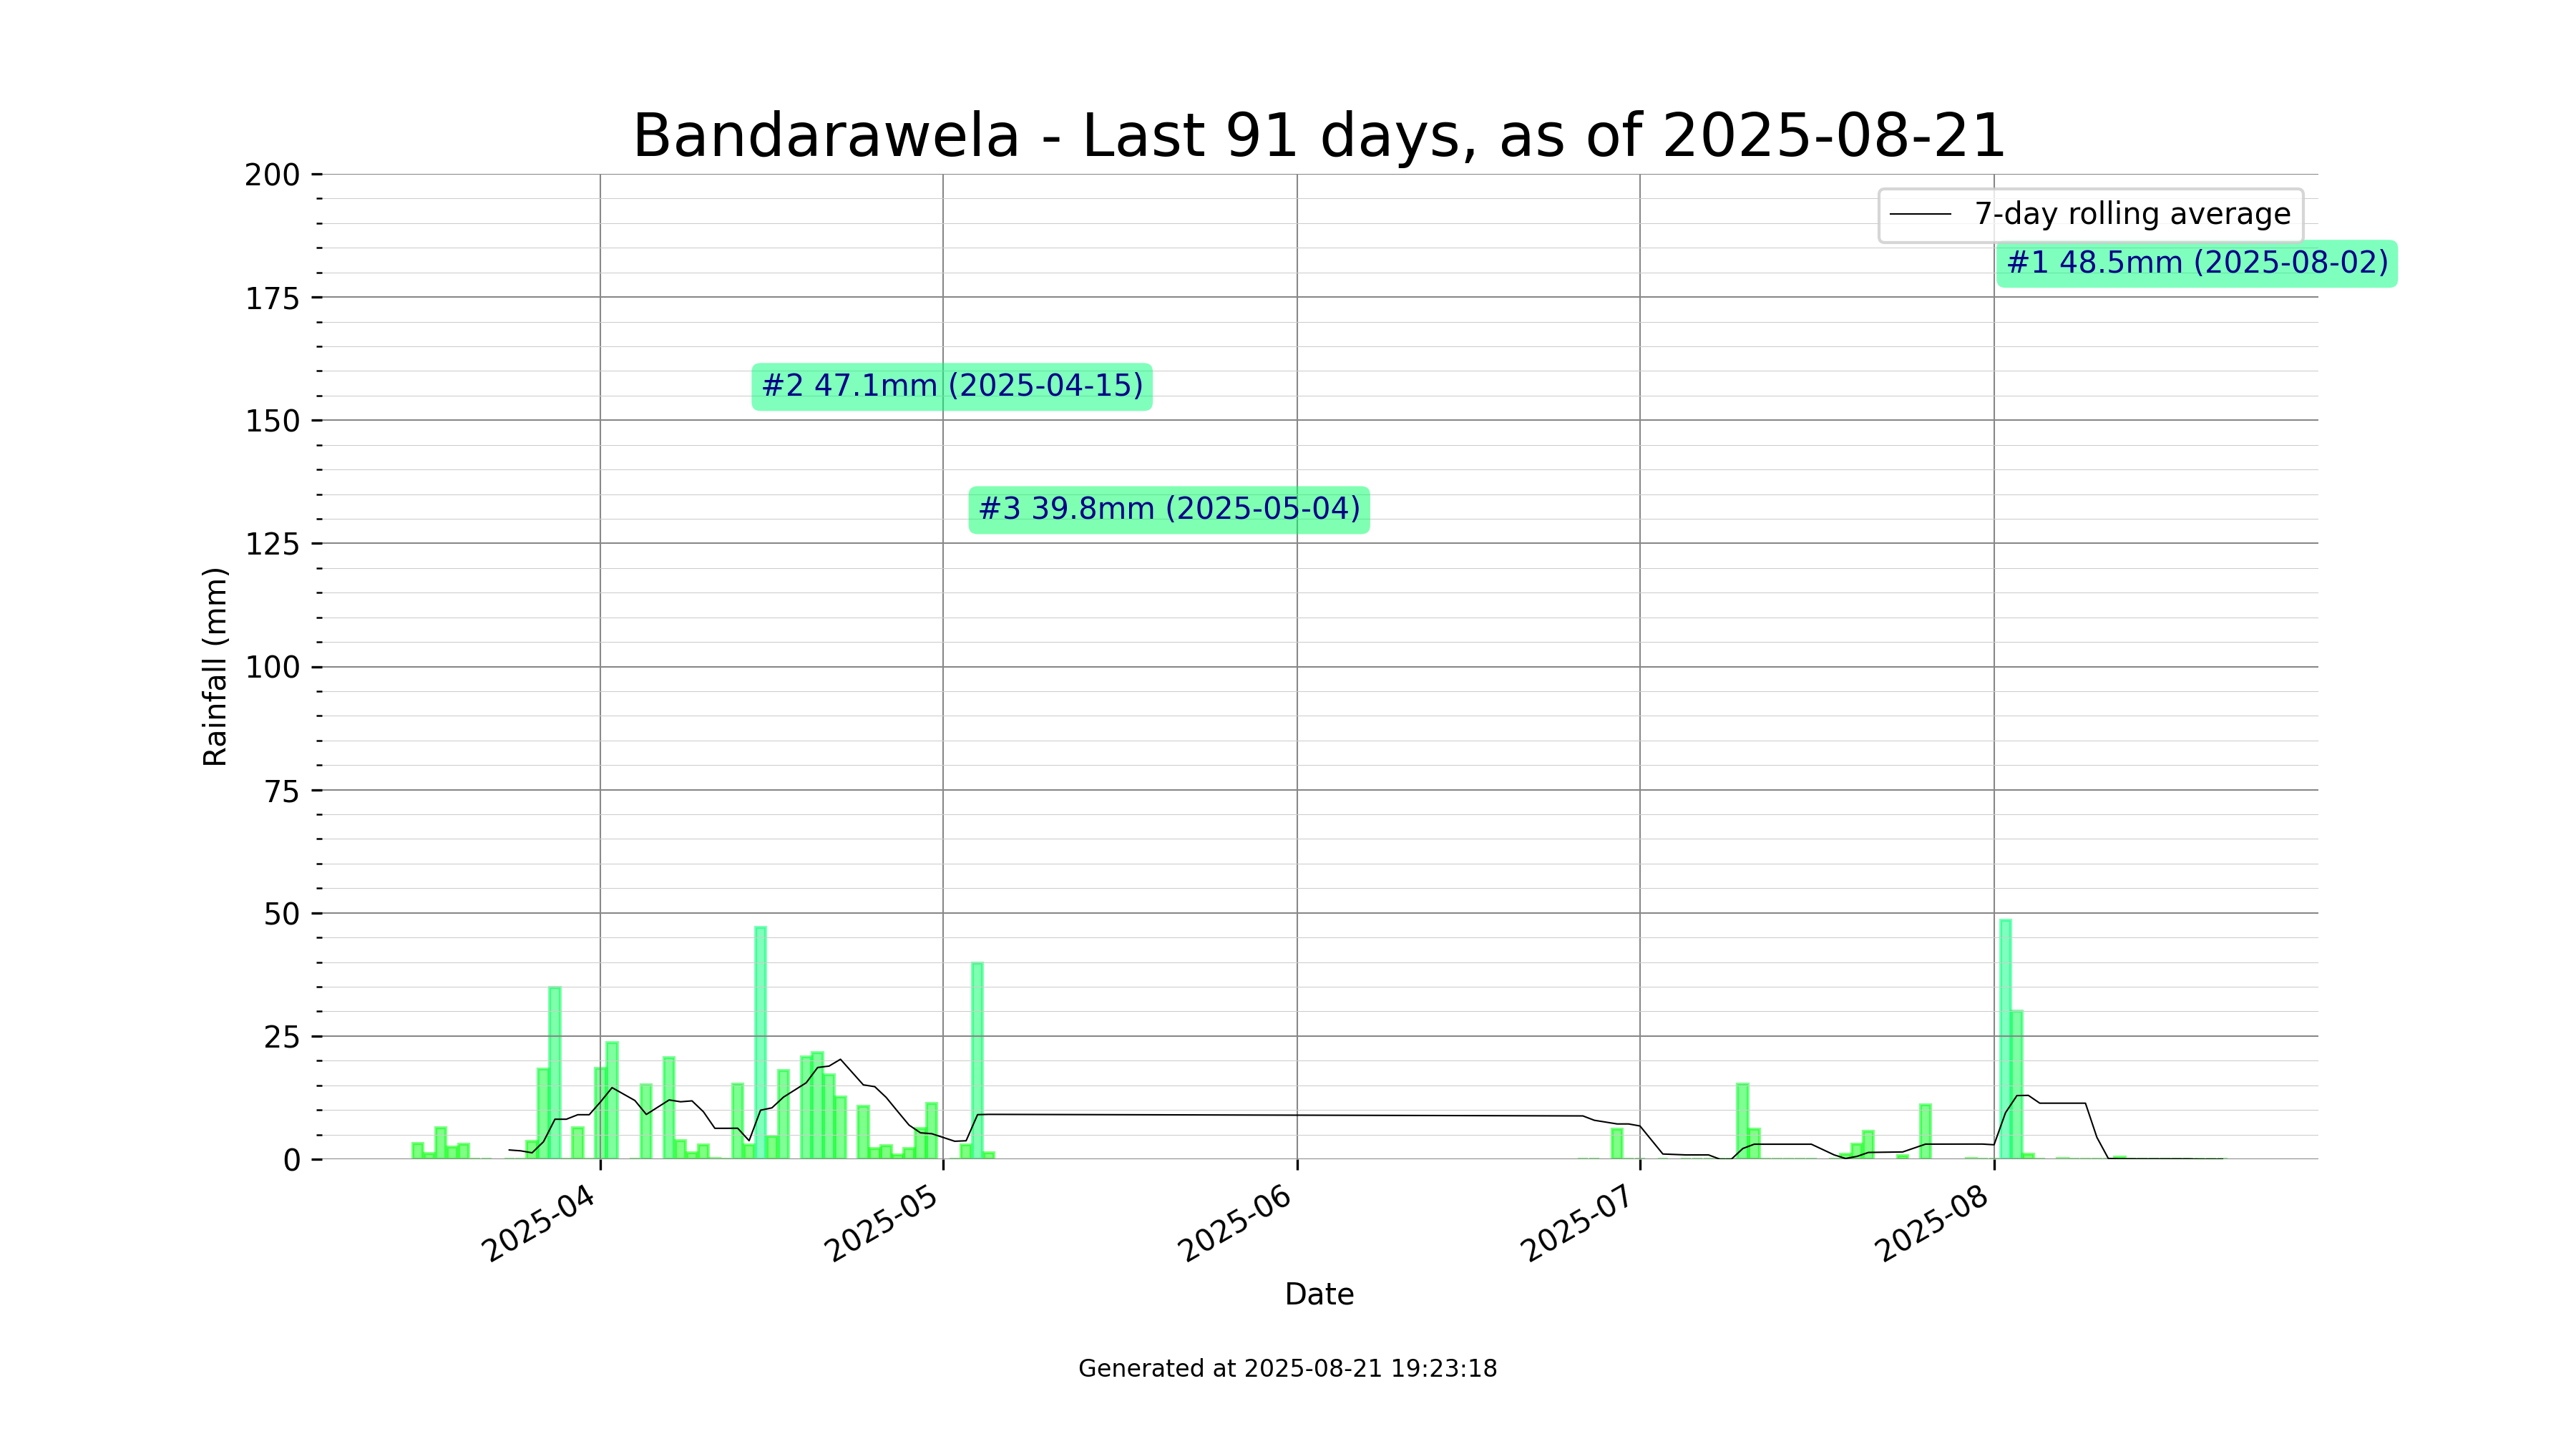 Bandarawela - Last 91 days, as of 2025-08-21
200
175
150
125
100
75
50
25
0
Rainfall (mm)
7-day rolling average
#1 48.5mm (2025-08-02)
#2 47.1mm (2025-04-15)
#3 39.8mm (2025-05-04)
2025-04
2025-05
2025-06
2025-07
2025-08
Date
Generated at 2025-08-21 19:23:18